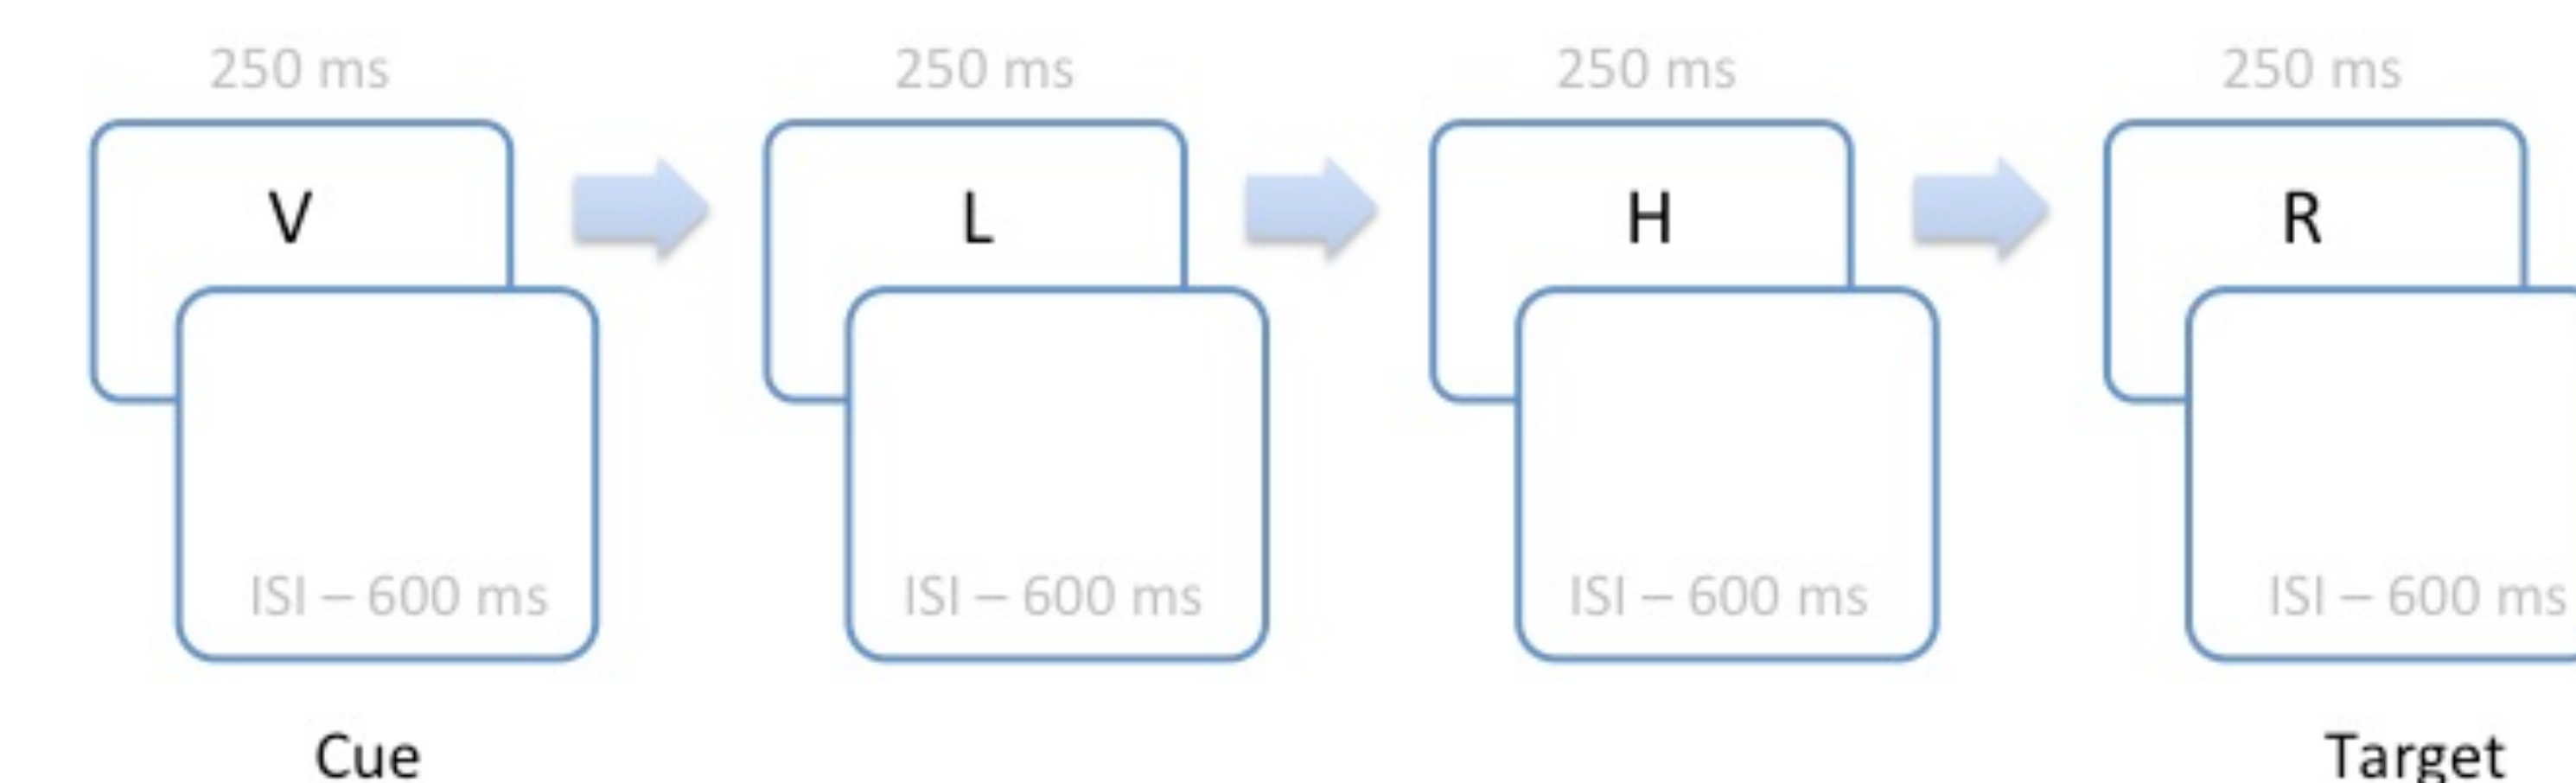 250 ms 250 ms 250 ms 250 ms
V L H R
ISI – 600 ms ISI – 600 ms ISI – 600 ms ISI – 600 ms
Cue Target